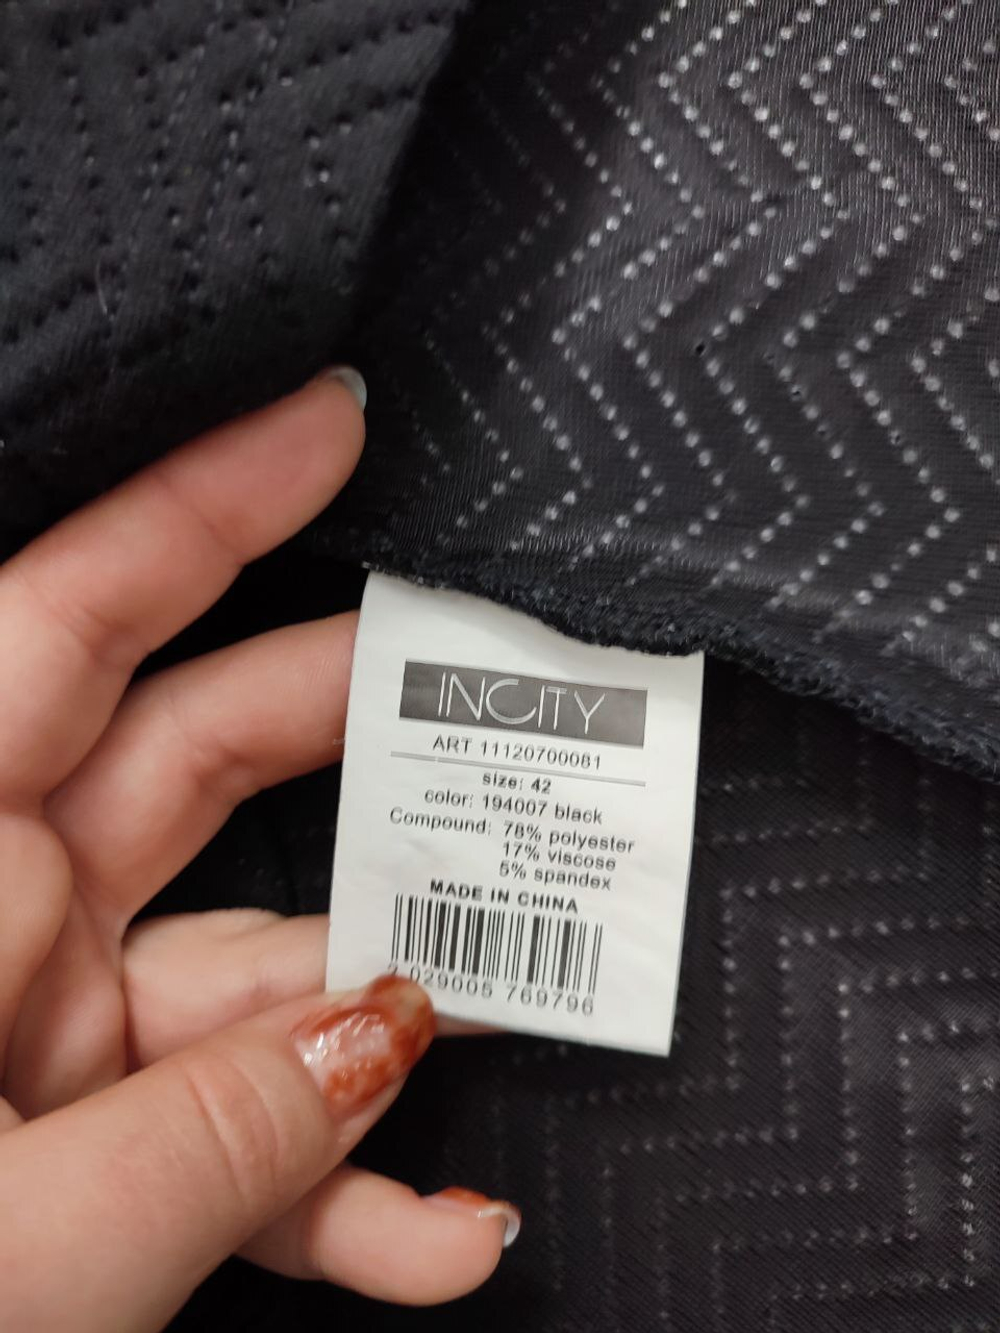 INCITY
ART 11120700081
size: 42
color: 194007 black
Compound: 78% polyester
17% viscose
5% spandex
MADE IN CHINA
2 029005 769796